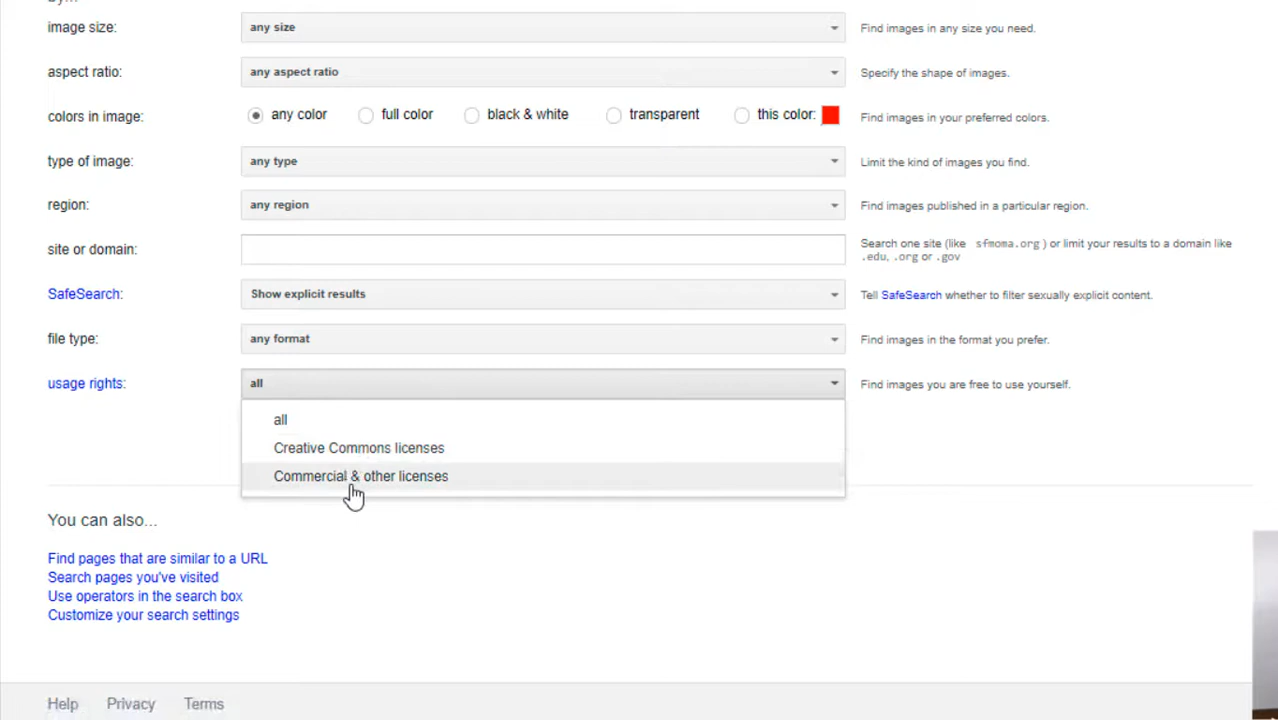 image size: any size Find images in any size you need.
aspect ratio: any aspect ratio Specify the shape of images.
colors in image: any color full color black & white transparent this color: Find images in your preferred colors.
type of image: any type Limit the kind of images you find.
region: any region Find images published in a particular region.
site or domain: Search one site (like sfmoma.org ) or limit your results to a domain like
.edu, .org or .gov
SafeSearch: Show explicit results Tell SafeSearch whether to filter sexually explicit content.
file type: any format Find images in the format you prefer.
usage rights: all Find images you are free to use yourself.
all
Creative Commons licenses
Commercial & other licenses
You can also...
Find pages that are similar to a URL
Search pages you've visited
Use operators in the search box
Customize your search settings
Help Privacy Terms